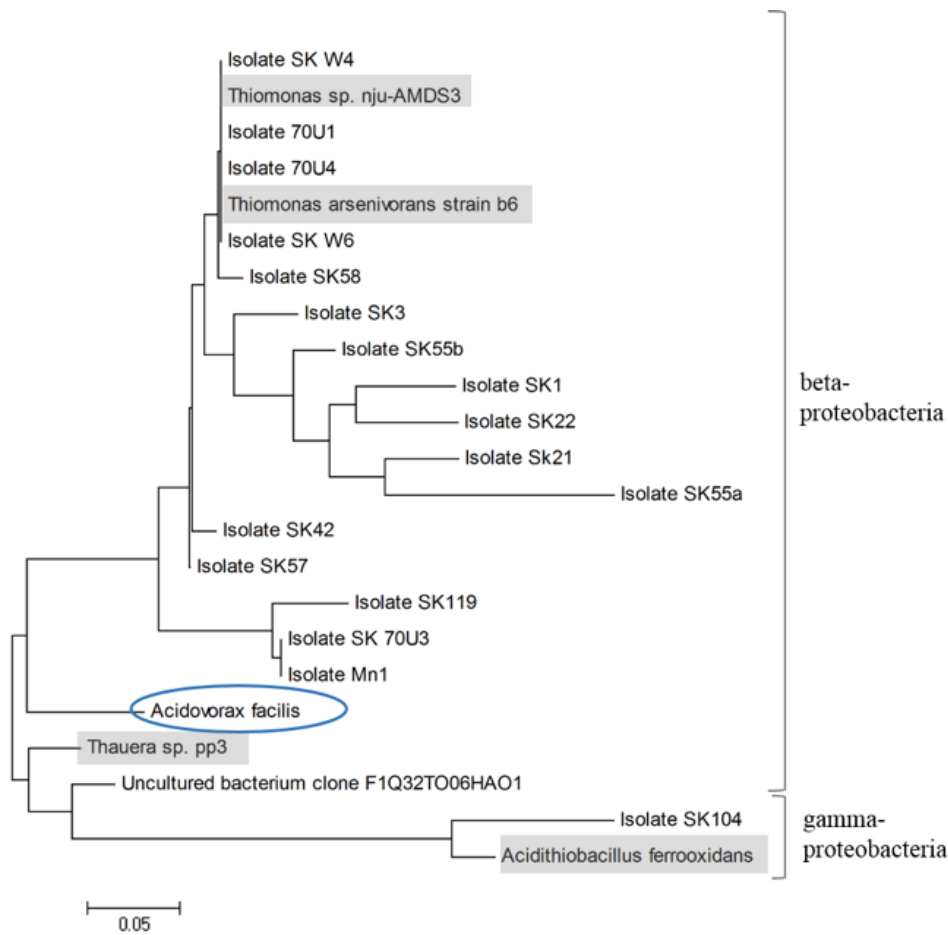 Isolate SK W4
Thiomonas sp. nju-AMDS3
Isolate 70U1
Isolate 70U4
Thiomonas arsenivorans strain b6
Isolate SK W6
Isolate SK58
Isolate SK3
Isolate SK55b
Isolate SK1
Isolate SK22
Isolate Sk21
Isolate SK55a
Isolate SK42
Isolate SK57
Isolate SK119
Isolate SK 70U3
Isolate Mn1
Acidovorax facilis
Thauera sp. pp3
Uncultured bacterium clone F1Q32TO06HAO1
Isolate SK104
Acidithiobacillus ferrooxidans
beta-
proteobacteria
gamma-
proteobacteria
0.05